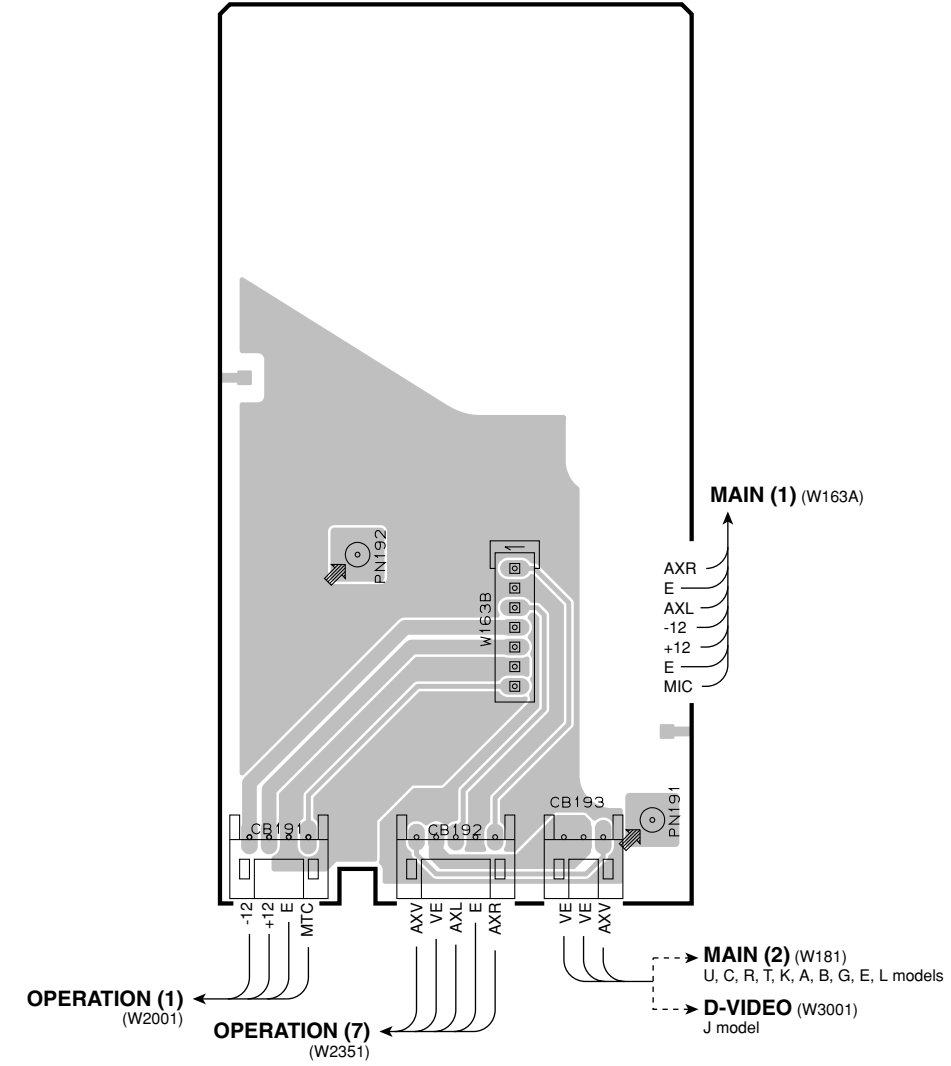 MAIN (1) (W163A)
PN192
1
W163B
AXR
E
AXL
-12
+12
E
MIC
CB191
CB192
CB193
PN191
-12
+12
E
MTC
AXV
VE
AXL
E
AXR
VE
VE
AXV
MAIN (2) (W181)
U, C, R, T, K, A, B, G, E, L models
OPERATION (1)
(W2001)
D-VIDEO (W3001)
J model
OPERATION (7)
(W2351)